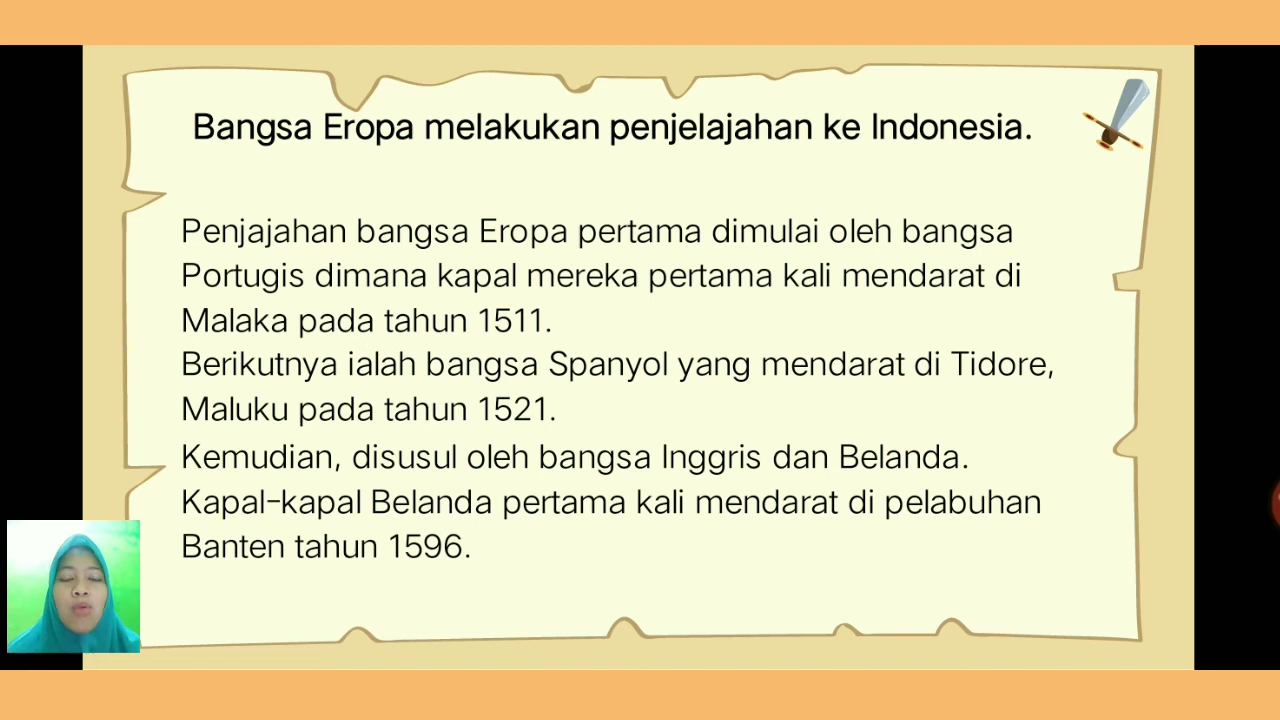 Bangsa Eropa melakukan penjelajahan ke Indonesia.
Penjajahan bangsa Eropa pertama dimulai oleh bangsa
Portugis dimana kapal mereka pertama kali mendarat di
Malaka pada tahun 1511.
Berikutnya ialah bangsa Spanyol yang mendarat di Tidore,
Maluku pada tahun 1521.
Kemudian, disusul oleh bangsa Inggris dan Belanda.
Kapal-kapal Belanda pertama kali mendarat di pelabuhan
Banten tahun 1596.